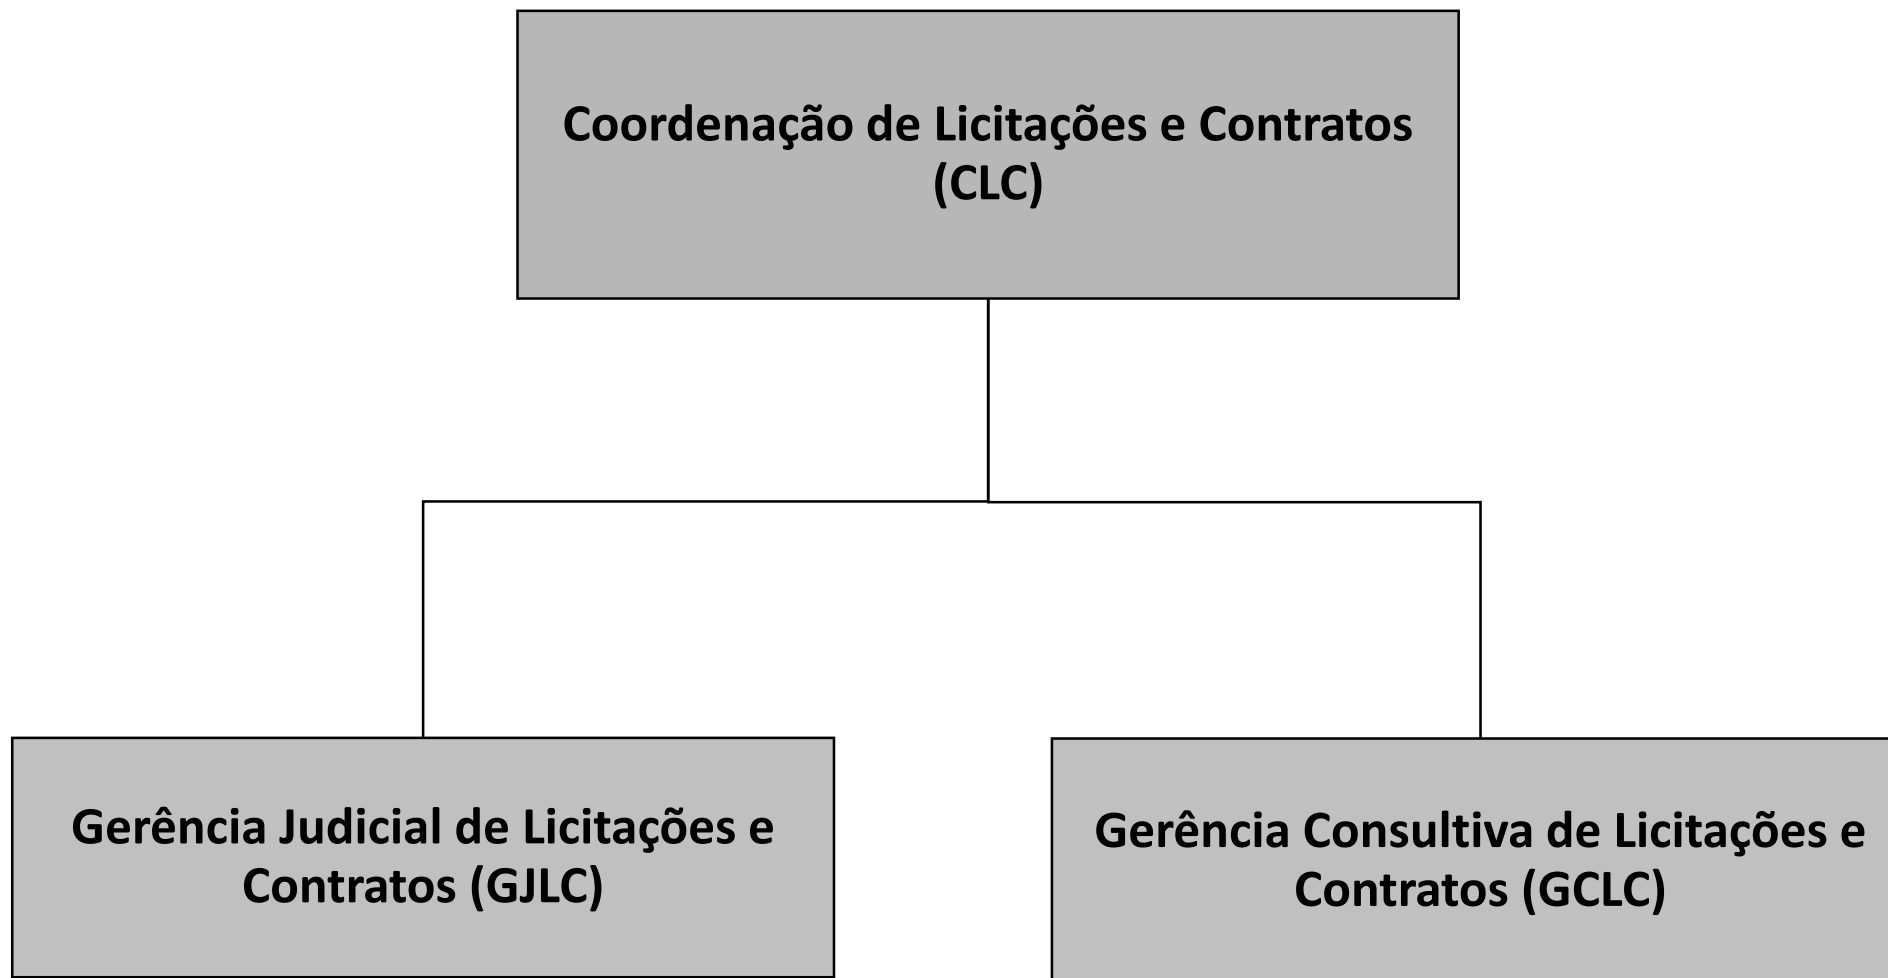 Coordenação de Licitações e Contratos
(CLC)
Gerência Judicial de Licitações e
Contratos (GJLC)
Gerência Consultiva de Licitações e
Contratos (GCLC)